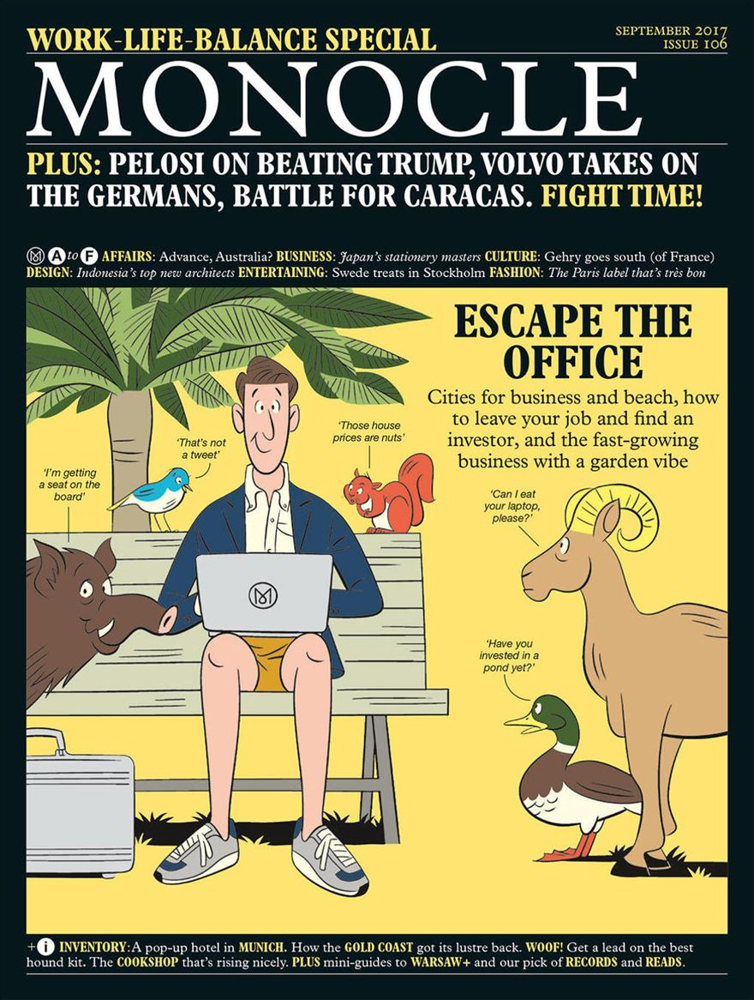 WORK-LIFE-BALANCE SPECIAL
SEPTEMBER 2017
ISSUE 106
MONOCLE
PLUS: PELOSI ON BEATING TRUMP, VOLVO TAKES ON
THE GERMANS, BATTLE FOR CARACAS. FIGHT TIME!
M A to F AFFAIRS: Advance, Australia? BUSINESS: Japan's stationery masters CULTURE: Gehry goes south (of France)
DESIGN: Indonesia's top new architects ENTERTAINING: Swede treats in Stockholm FASHION: The Paris label that's très bon
ESCAPE THE
OFFICE
Cities for business and beach, how
to leave your job and find an
investor, and the fast-growing
business with a garden vibe
'I'm getting
a seat on the
board'
'That's not
a tweet'
'Those house
prices are nuts'
'Can I eat
your laptop,
please?'
'Have you
invested in a
pond yet?'
M
+ i INVENTORY: A pop-up hotel in MUNICH. How the GOLD COAST got its lustre back. WOOF! Get a lead on the best
hound kit. The COOKSHOP that's rising nicely. PLUS mini-guides to WARSAW+ and our pick of RECORDS and READS.